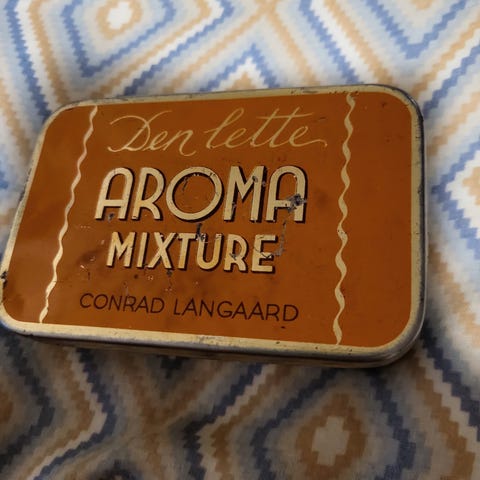 Den lette
AROMA
MIXTURE
CONRAD LANGAARD